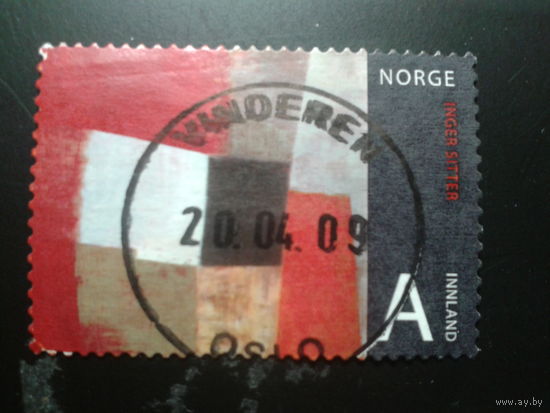 NORGE
INGER SITTER
INNLAND
A
VINDEREN
20.04.09
OSLO
www.ay.by